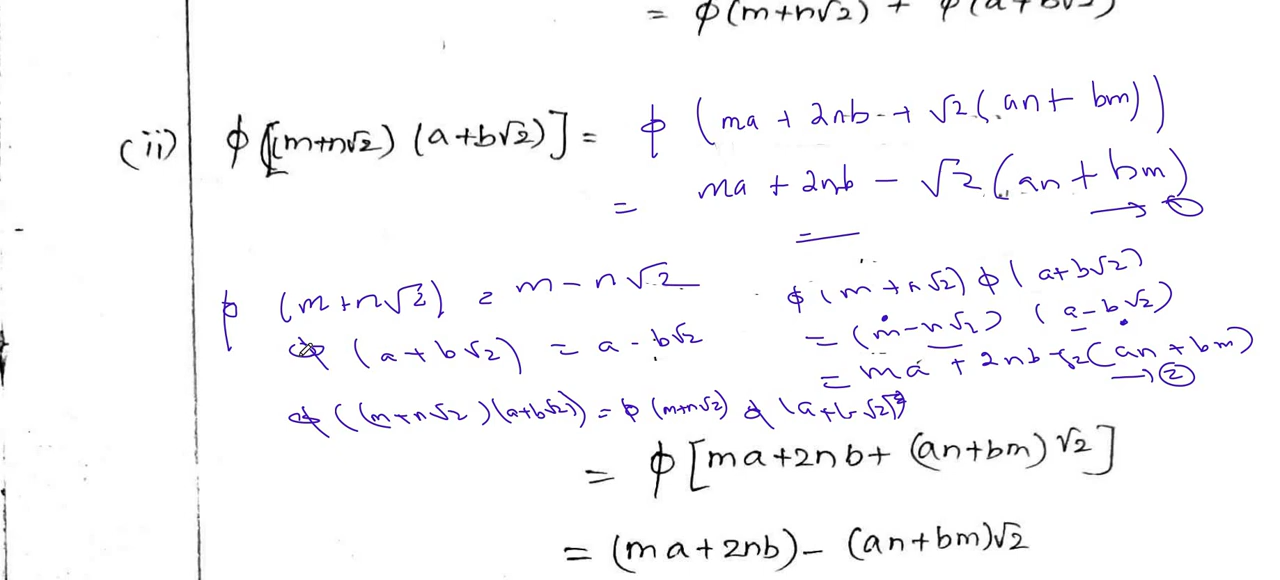 = φ(m+n√2) + φ(a+b√2)
(ii) φ[(m+n√2) (a+b√2)] = φ (ma + 2nb + √2(an + bm))
= ma + 2nb − √2(an + bm) → ①
φ (m+n√2) = m − n√2
φ (a+b√2) = a − b√2
φ((m+n√2)(a+b√2)) = φ(m+n√2) φ(a+b√2)
φ(m+n√2) φ(a+b√2)
= (m−n√2) (a−b√2)
= ma + 2nb − √2(an + bm) → ②
= φ[ma+2nb+ (an+bm)√2]
= (ma+2nb) − (an+bm)√2